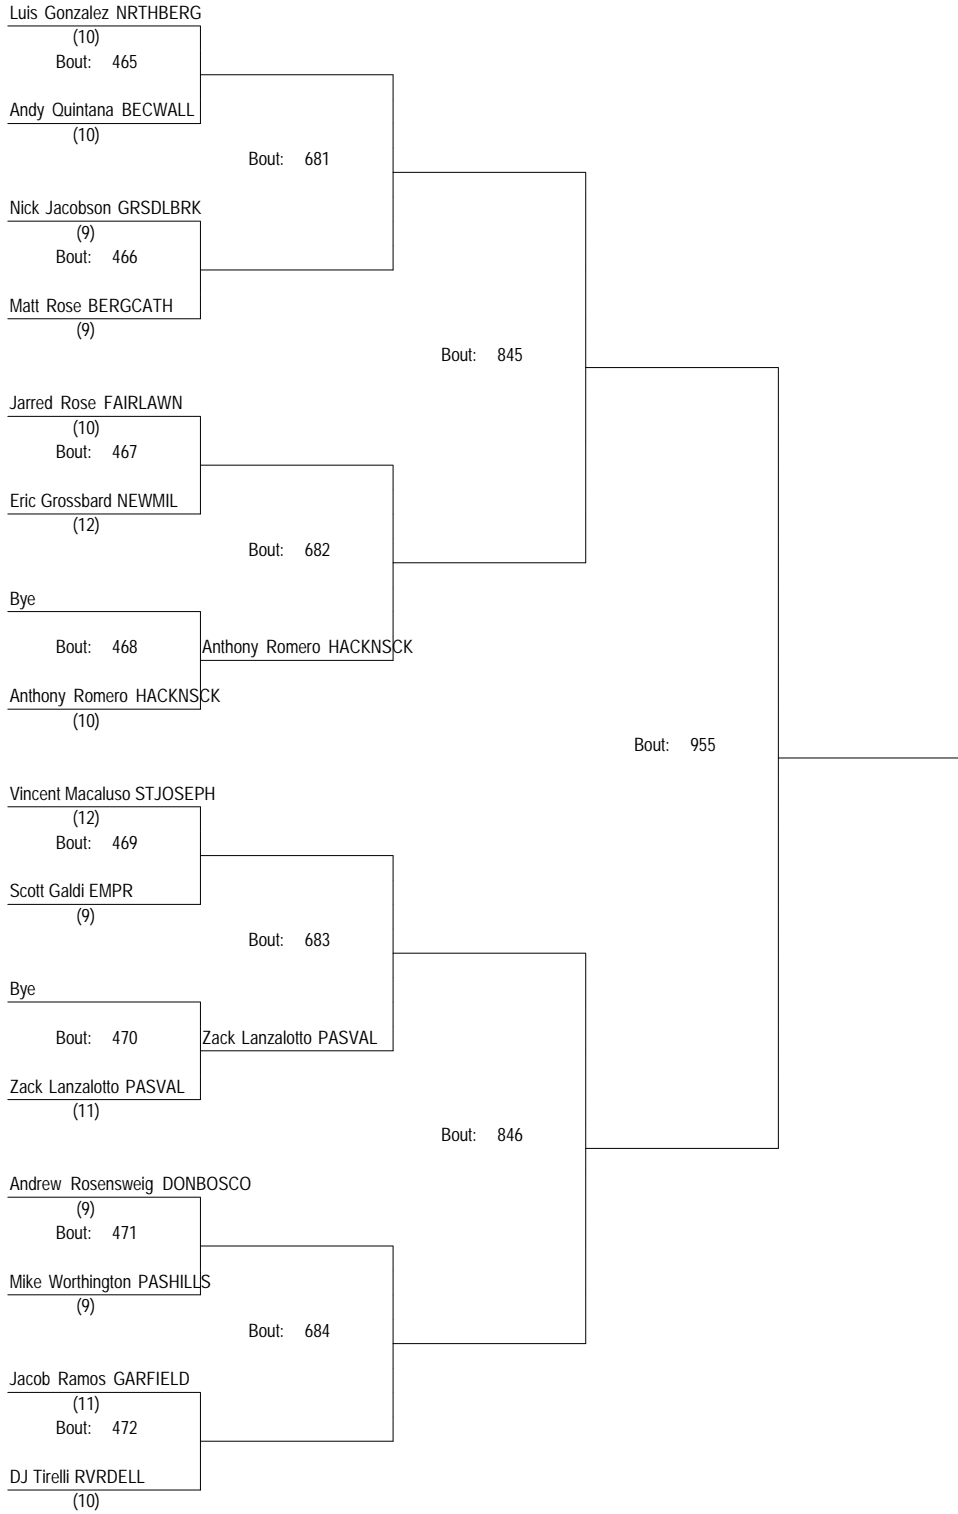 Luis Gonzalez NRTHBERG
(10)
Bout: 465
Andy Quintana BECWALL
(10)
Bout: 681
Nick Jacobson GRSDLBRK
(9)
Bout: 466
Matt Rose BERGCATH
(9)
Bout: 845
Jarred Rose FAIRLAWN
(10)
Bout: 467
Eric Grossbard NEWMIL
(12)
Bout: 682
Bye
Bout: 468
Anthony Romero HACKNSCK
Anthony Romero HACKNSCK
(10)
Bout: 955
Vincent Macaluso STJOSEPH
(12)
Bout: 469
Scott Galdi EMPR
(9)
Bout: 683
Bye
Bout: 470
Zack Lanzalotto PASVAL
Zack Lanzalotto PASVAL
(11)
Bout: 846
Andrew Rosensweig DONBOSCO
(9)
Bout: 471
Mike Worthington PASHILLS
(9)
Bout: 684
Jacob Ramos GARFIELD
(11)
Bout: 472
DJ Tirelli RVRDELL
(10)